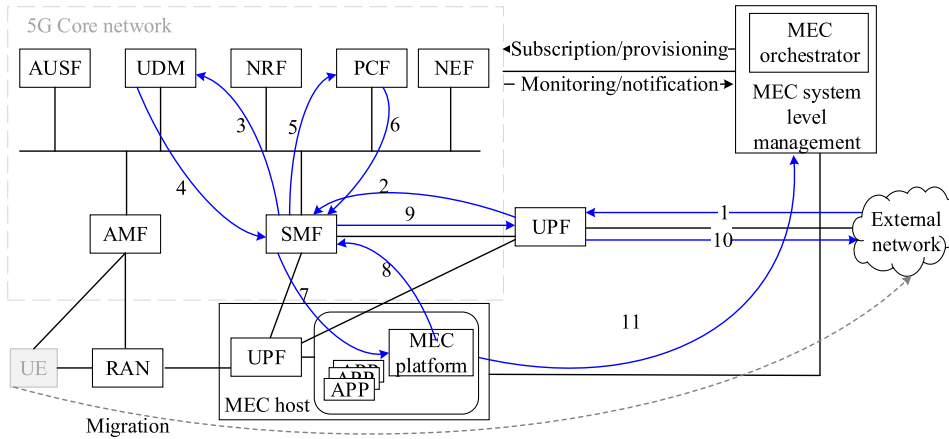 5G Core network
MEC
orchestrator
MEC system
level
management
Subscription/provisioning
Monitoring/notification
AUSF
UDM
NRF
PCF
NEF
3
5
6
4
2
9
1
10
AMF
SMF
UPF
External
network
8
7
11
UE
RAN
UPF
MEC
platform
APP
APP
APP
MEC host
Migration